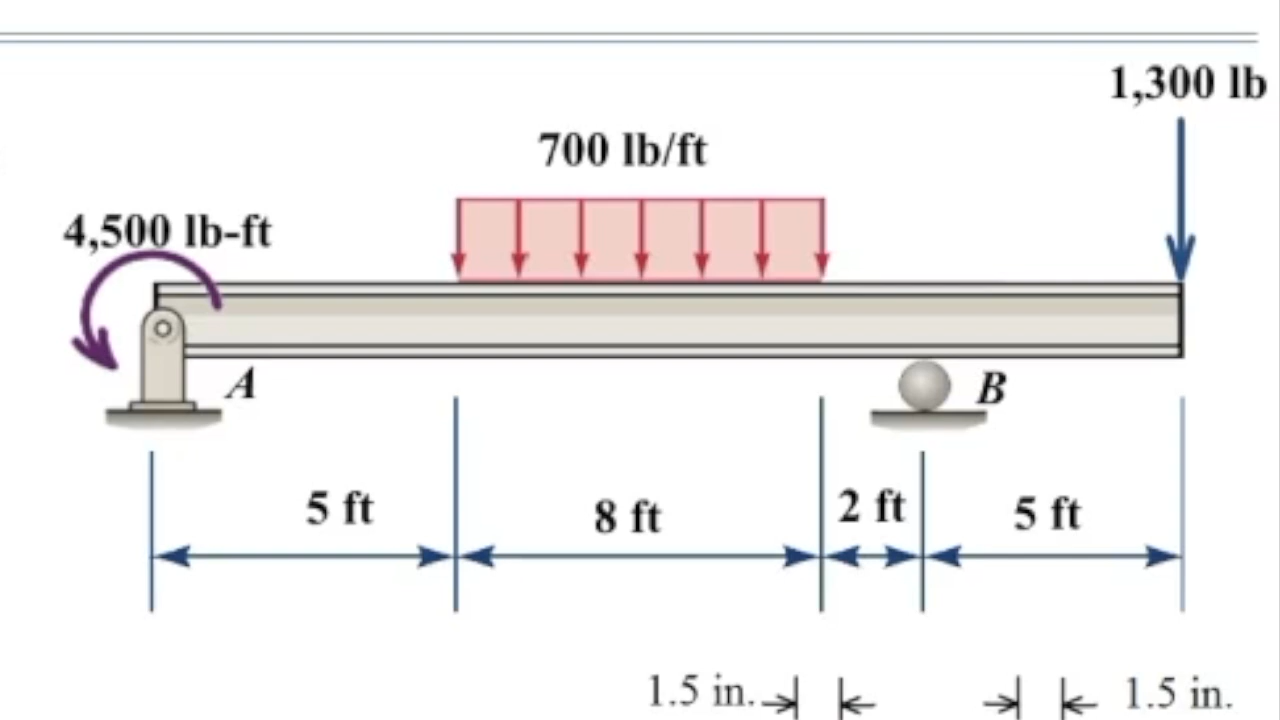 1,300 lb
700 lb/ft
4,500 lb-ft
A
B
5 ft
8 ft
2 ft
5 ft
1.5 in.
1.5 in.